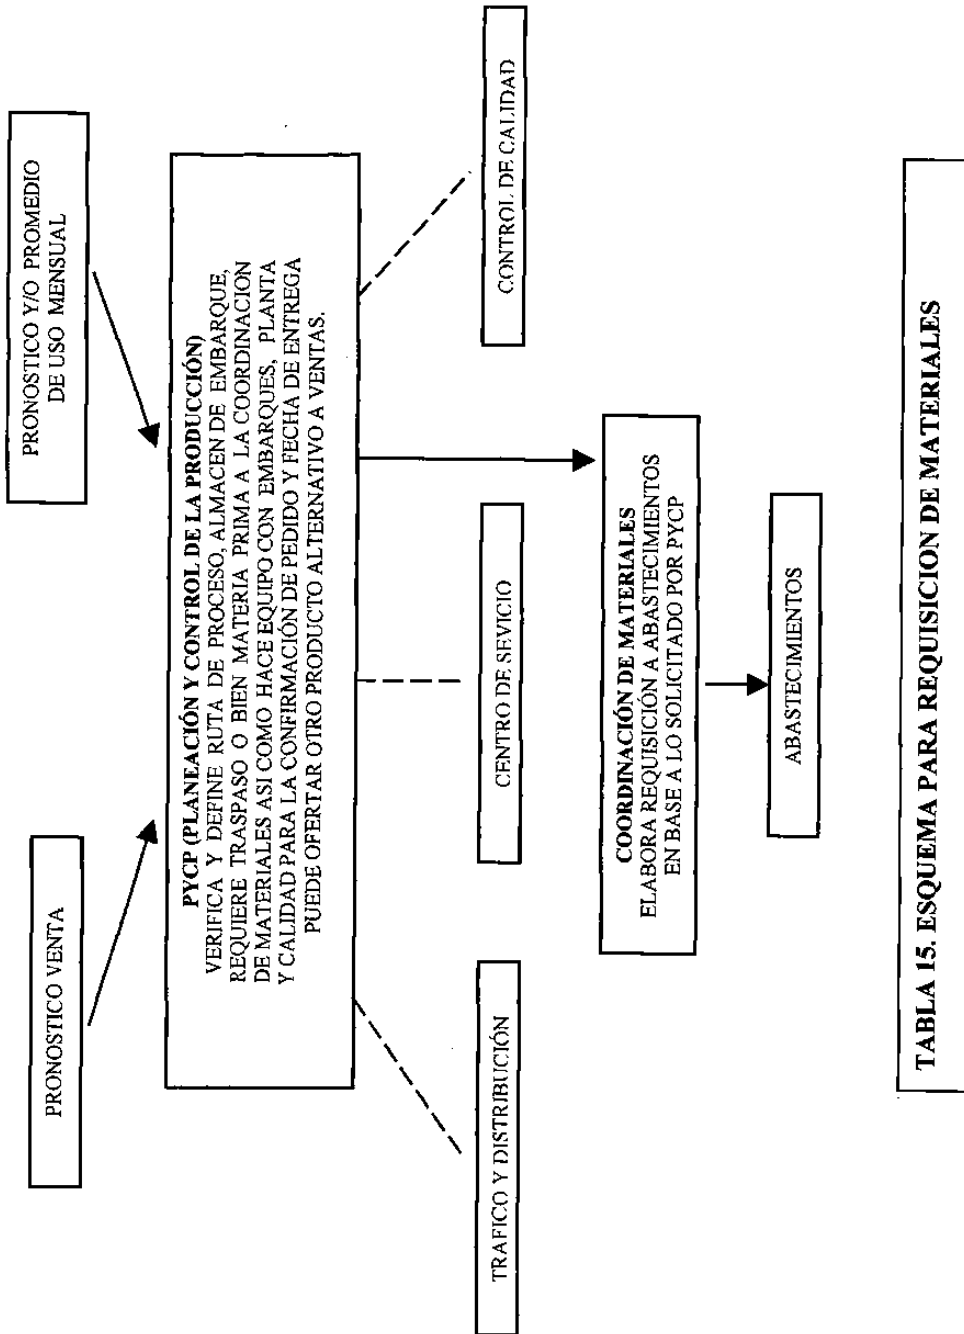 PRONOSTICO VENTA
PRONOSTICO Y/O PROMEDIO
DE USO MENSUAL
PYCP (PLANEACIÓN Y CONTROL DE LA PRODUCCIÓN)
VERIFICA Y DEFINE RUTA DE PROCESO, ALMACEN DE EMBARQUE,
REQUIERE TRASPASO O BIEN MATERIA PRIMA A LA COORDINACION
DE MATERIALES ASI COMO HACE EQUIPO CON EMBARQUES, PLANTA
Y CALIDAD PARA LA CONFIRMACIÓN DE PEDIDO Y FECHA DE ENTREGA
PUEDE OFERTAR OTRO PRODUCTO ALTERNATIVO A VENTAS.
TRAFICO Y DISTRIBUCIÓN
CENTRO DE SEVICIO
CONTROL DE CALIDAD
COORDINACIÓN DE MATERIALES
ELABORA REQUISICIÓN A ABASTECIMIENTOS
EN BASE A LO SOLICITADO POR PYCP
ABASTECIMIENTOS
TABLA 15. ESQUEMA PARA REQUISICION DE MATERIALES